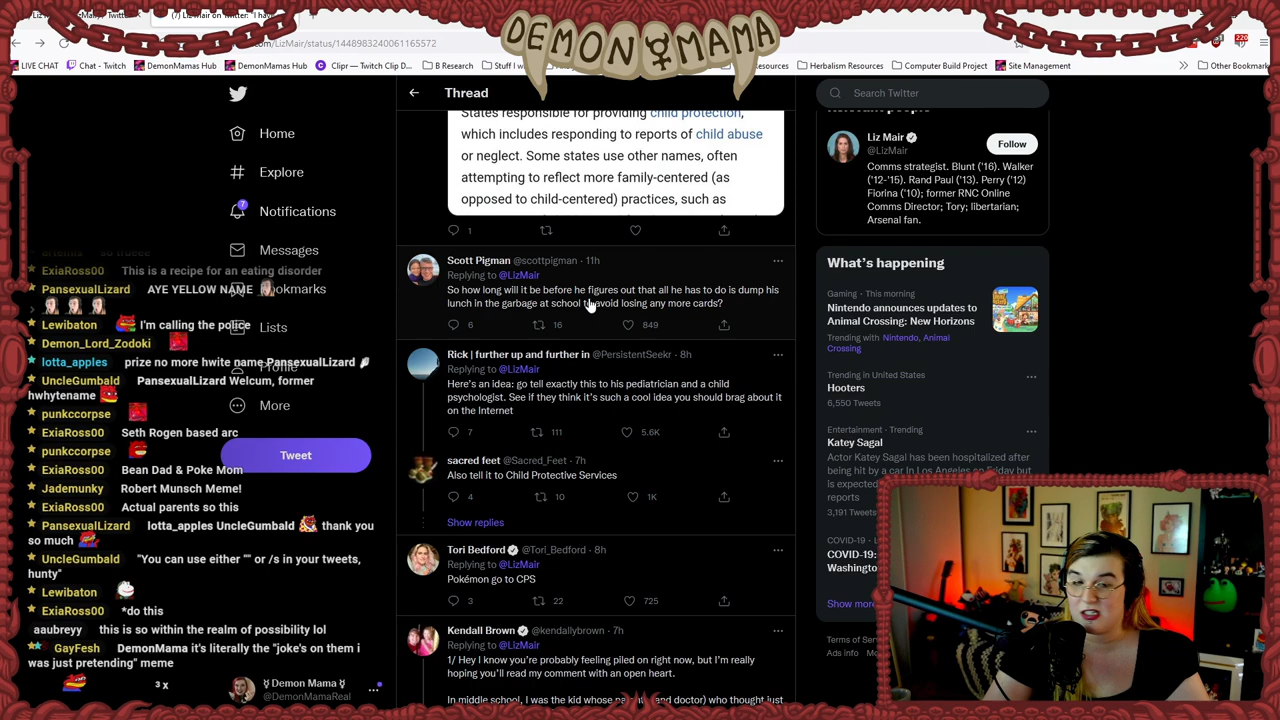 (7) Liz Mair on Twitter: "I have
com/LizMair/status/1448983240061165572
220
LIVE CHAT
Chat - Twitch
DemonMamas Hub
DemonMamas Hub
Clipr — Twitch Clip D...
B Research
Stuff I w
Resources
Herbalism Resources
Computer Build Project
Site Management
Other Bookmarks
DEMON MAMA
Home
Explore
7
Notifications
Messages
Bookmarks
Lists
Profile
More
Tweet
☿ Demon Mama ☿
@DemonMamaReal
ExiaRoss00 This is a recipe for an eating disorder
PansexualLizard AYE YELLOW NAME
Lewibaton I'm calling the police
Demon_Lord_Zodoki
lotta_apples prize no more hwite name PansexualLizard
UncleGumbald PansexualLizard Welcum, former
hwhytename
punkccorpse
ExiaRoss00 Seth Rogen based arc
punkccorpse
ExiaRoss00 Bean Dad & Poke Mom
Jademunky Robert Munsch Meme!
ExiaRoss00 Actual parents so this
PansexualLizard lotta_apples UncleGumbald thank you
so much
UncleGumbald "You can use either "" or /s in your tweets,
hunty"
Lewibaton
ExiaRoss00 *do this
aaubreyy this is so within the realm of possibility lol
GayFesh DemonMama it's literally the "joke's on them i
was just pretending" meme
3 x
Thread
States responsible for providing child protection,
which includes responding to reports of child abuse
or neglect. Some states use other names, often
attempting to reflect more family-centered (as
opposed to child-centered) practices, such as
1
Scott Pigman @scottpigman · 11h
Replying to @LizMair
So how long will it be before he figures out that all he has to do is dump his
lunch in the garbage at school to avoid losing any more cards?
6 16 849
Rick | further up and further in @PersistentSeekr · 8h
Replying to @LizMair
Here's an idea: go tell exactly this to his pediatrician and a child
psychologist. See if they think it's such a cool idea you should brag about it
on the Internet
7 111 5.6K
sacred feet @Sacred_Feet · 7h
Also tell it to Child Protective Services
4 10 1K
Show replies
Tori Bedford @Tori_Bedford · 8h
Replying to @LizMair
Pokémon go to CPS
3 22 725
Kendall Brown @kendallybrown · 7h
Replying to @LizMair
1/ Hey I know you're probably feeling piled on right now, but I'm really
hoping you'll read my comment with an open heart.
In middle school, I was the kid whose and doctor) who thought just
Search Twitter
Liz Mair
@LizMair
Follow
Comms strategist. Blunt ('16). Walker
('12-'15). Rand Paul ('13). Perry ('12)
Fiorina ('10); former RNC Online
Comms Director; Tory; libertarian;
Arsenal fan.
What's happening
Gaming · This morning
Nintendo announces updates to
Animal Crossing: New Horizons
Trending with Nintendo, Animal
Crossing
Trending in United States
Hooters
6,550 Tweets
Entertainment · Trending
Katey Sagal
Actor Katey Sagal has been hospitalized after
being hit by a car In Los Angeles on Friday but
is expected
reports
3,191 Tweets
COVID-19 · L
COVID-19:
Washington
Show more
Terms of Serv
Ads info Mo